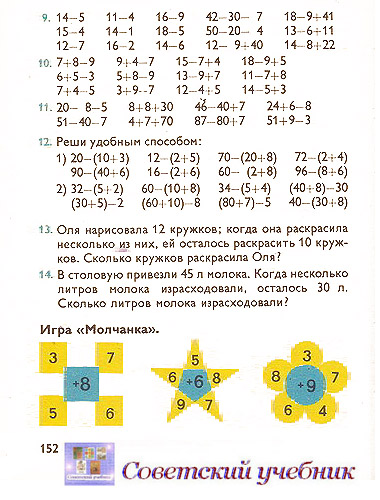 9. 14−5 11−4 16−9 42−30− 7 18−9+41
15−4 14−1 18−5 50−20− 4 13−6+11
12−7 16−2 14−6 12− 9+40 14−8+22
10. 7+8−9 9+4−7 15−7+4 18−9+5
6+5−3 5+8−9 13−9+7 11−7+8
7+4−5 3+9−7 12−4+5 14−5+3
11. 20− 8−5 8+8+30 46−40+7 24+6−8
51−40−7 4+7+70 87−80+7 51+9−3
12. Реши удобным способом:
1) 20−(10+3) 12−(2+5) 70−(20+8) 72−(2+4)
90−(40+6) 16−(2+6) 60− (2+8) 96−(8+6)
2) 32−(5+2) 60−(10+8) 34−(5+4) (40+8)−30
(30+5)−2 (60+10)−8 (80+7)−5 40−(30+8)
13. Оля нарисовала 12 кружков; когда она раскрасила
несколько из них, ей осталось раскрасить 10 круж-
ков. Сколько кружков раскрасила Оля?
14. В столовую привезли 45 л молока. Когда несколько
литров молока израсходовали, осталось 30 л.
Сколько литров молока израсходовали?
Игра «Молчанка».
3 7
+8
5 6
5
6 +6 8
9 7
3
8 7
+9
6 4
152
Советский учебник